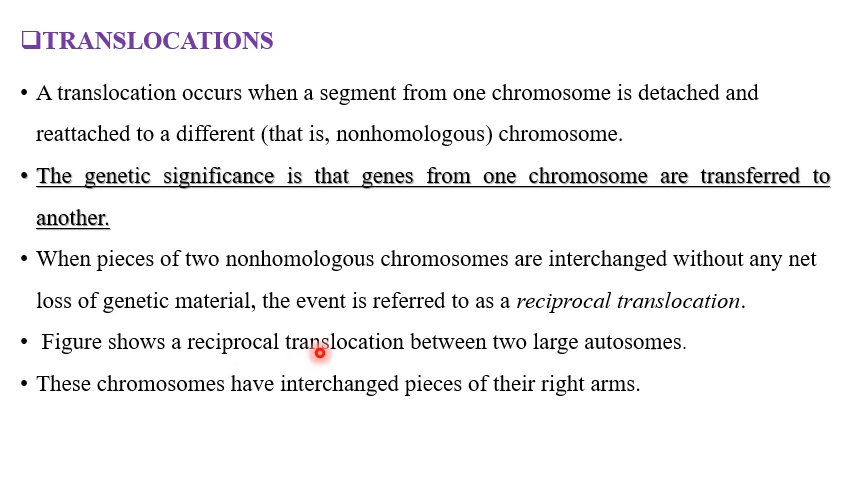 ❑TRANSLOCATIONS
• A translocation occurs when a segment from one chromosome is detached and
reattached to a different (that is, nonhomologous) chromosome.
• The genetic significance is that genes from one chromosome are transferred to
another.
• When pieces of two nonhomologous chromosomes are interchanged without any net
loss of genetic material, the event is referred to as a reciprocal translocation.
• Figure shows a reciprocal translocation between two large autosomes.
• These chromosomes have interchanged pieces of their right arms.